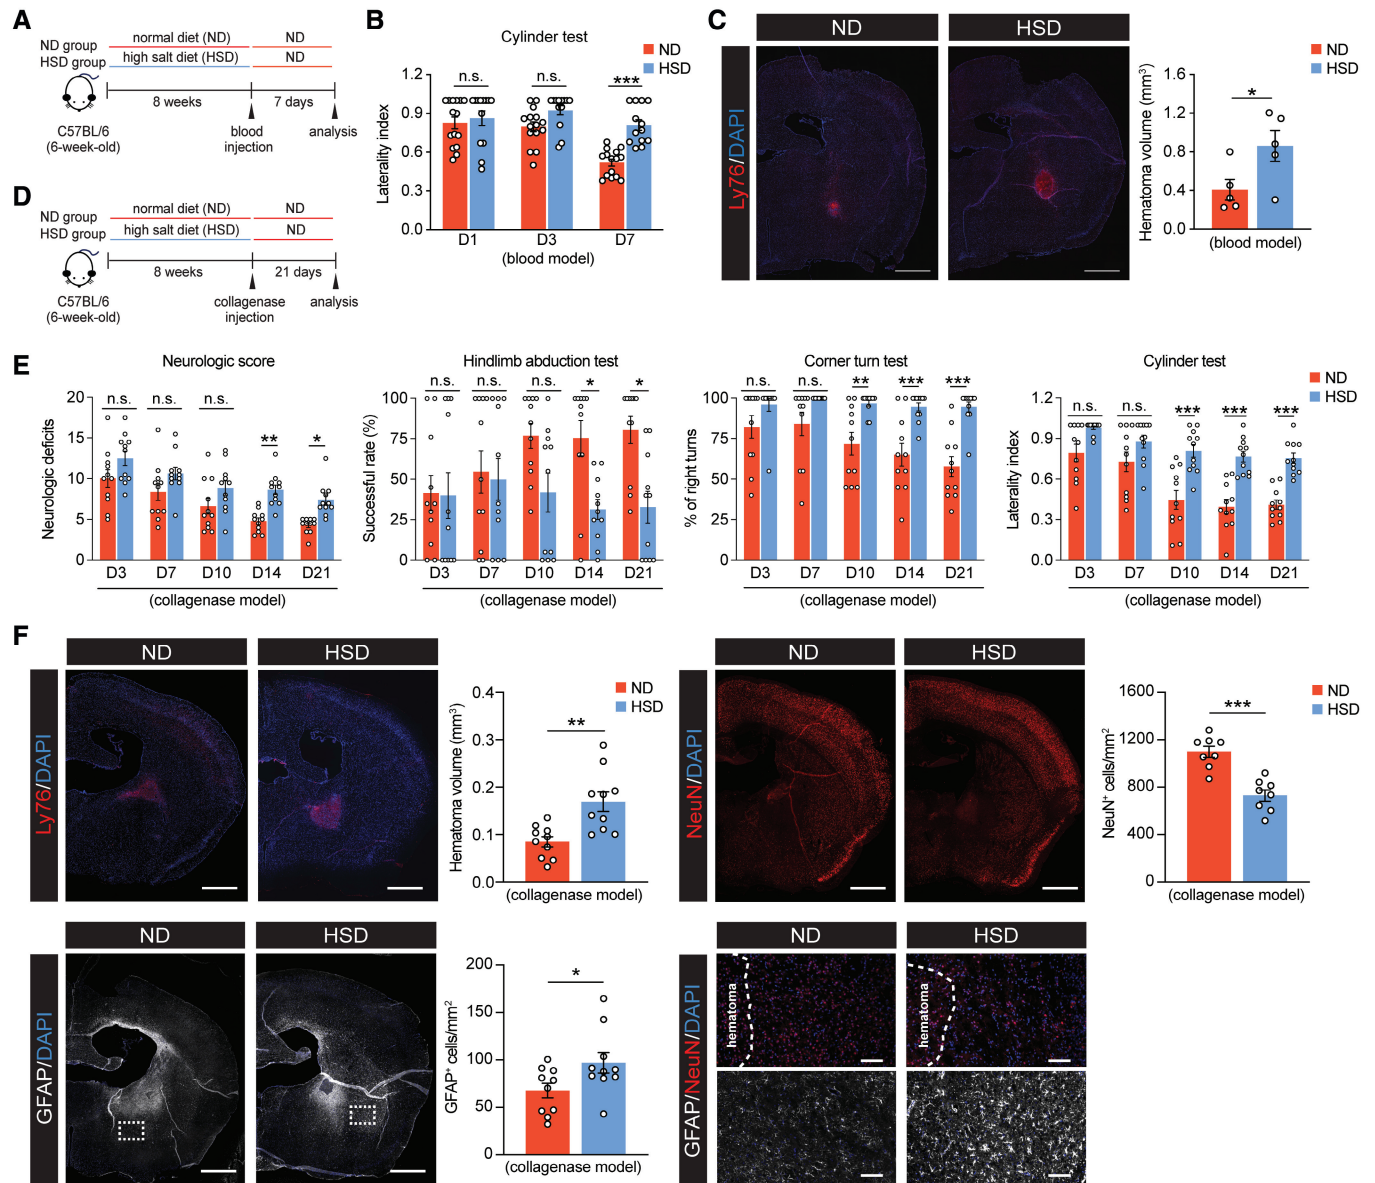 A
ND group
HSD group
normal diet (ND)
ND
high salt diet (HSD)
ND
8 weeks
7 days
C57BL/6
(6-week-old)
blood
injection
analysis
B
Cylinder test
ND
HSD
Laterality index
1.2
0.9
0.6
0.3
0.0
n.s.
n.s.
***
D1
D3
D7
(blood model)
C
ND
HSD
Ly76/DAPI
ND
HSD
Hematoma volume (mm³)
1.6
1.2
0.8
0.4
0.0
*
(blood model)
D
ND group
HSD group
normal diet (ND)
ND
high salt diet (HSD)
ND
8 weeks
21 days
C57BL/6
(6-week-old)
collagenase
injection
analysis
E
Neurologic score
Neurologic deficits
20
15
10
5
0
n.s.
n.s.
n.s.
**
*
D3
D7
D10
D14
D21
(collagenase model)
Hindlimb abduction test
Successful rate (%)
100
75
50
25
0
n.s.
n.s.
n.s.
*
*
D3
D7
D10
D14
D21
(collagenase model)
Corner turn test
% of right turns
100
75
50
25
0
n.s.
n.s.
**
***
***
D3
D7
D10
D14
D21
(collagenase model)
Cylinder test
ND
HSD
Laterality index
1.2
0.9
0.6
0.3
0.0
n.s.
n.s.
***
***
***
D3
D7
D10
D14
D21
(collagenase model)
F
ND
HSD
Ly76/DAPI
ND
HSD
Hematoma volume (mm³)
0.4
0.3
0.2
0.1
0.0
**
(collagenase model)
ND
HSD
NeuN/DAPI
ND
HSD
NeuN⁺ cells/mm²
1600
1200
800
400
0
***
(collagenase model)
ND
HSD
GFAP/DAPI
GFAP⁺ cells/mm²
200
150
100
50
0
*
(collagenase model)
ND
HSD
GFAP/NeuN/DAPI
hematoma
hematoma